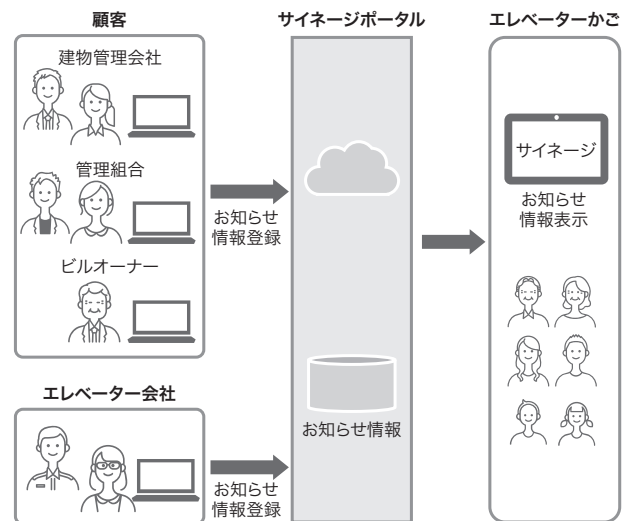 顧客
建物管理会社
管理組合
ビルオーナー
エレベーター会社
お知らせ
情報登録
お知らせ
情報登録
サイネージポータル
お知らせ情報
エレベーターかご
サイネージ
お知らせ
情報表示